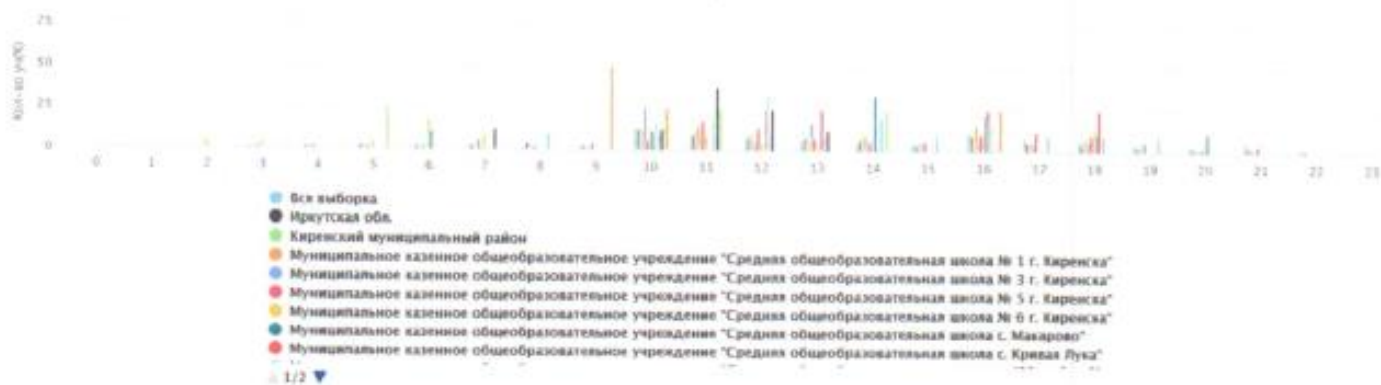 75
50
25
0
Кол-во уч(%)
0 1 2 3 4 5 6 7 8 9 10 11 12 13 14 15 16 17 18 19 20 21 22 23
Вся выборка
Иркутская обл.
Киренский муниципальный район
Муниципальное казенное общеобразовательное учреждение "Средняя общеобразовательная школа № 1 г. Киренска"
Муниципальное казенное общеобразовательное учреждение "Средняя общеобразовательная школа № 3 г. Киренска"
Муниципальное казенное общеобразовательное учреждение "Средняя общеобразовательная школа № 5 г. Киренска"
Муниципальное казенное общеобразовательное учреждение "Средняя общеобразовательная школа № 6 г. Киренска"
Муниципальное казенное общеобразовательное учреждение "Средняя общеобразовательная школа с. Макарово"
Муниципальное казенное общеобразовательное учреждение "Средняя общеобразовательная школа с. Кривая Лука"
1/2